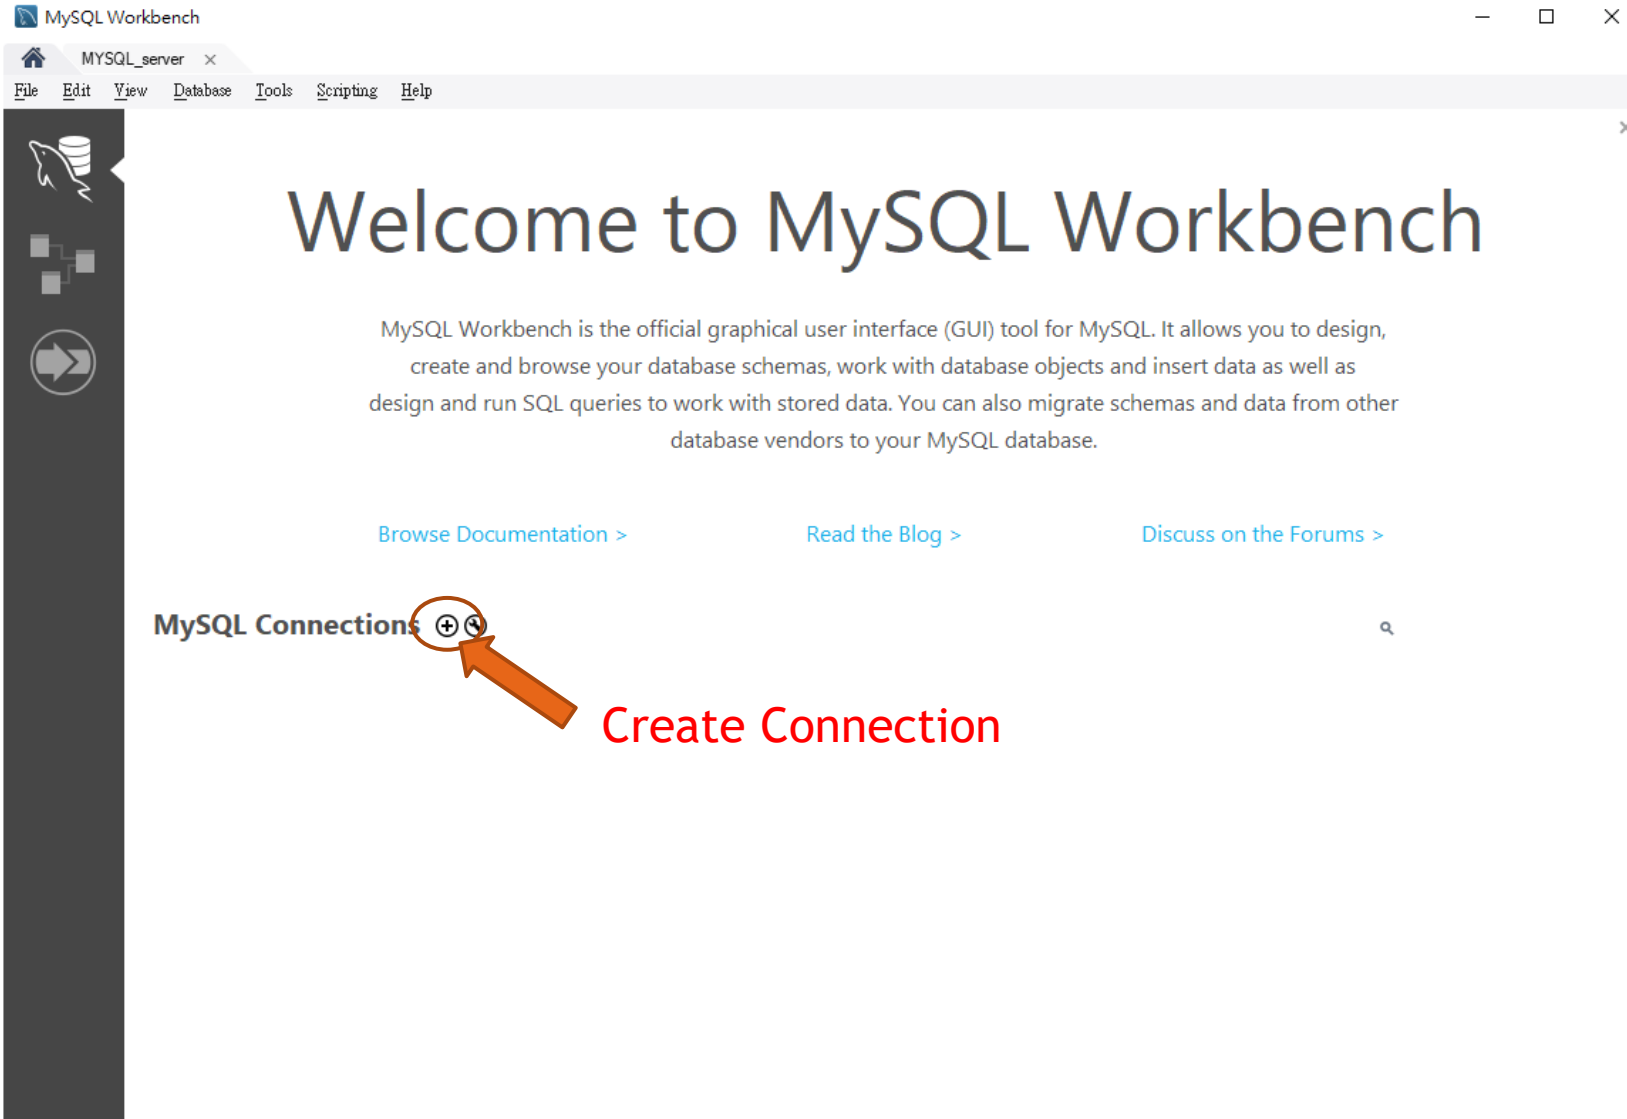 MySQL Workbench
MYSQL_server
File Edit View Database Tools Scripting Help
Welcome to MySQL Workbench
MySQL Workbench is the official graphical user interface (GUI) tool for MySQL. It allows you to design,
create and browse your database schemas, work with database objects and insert data as well as
design and run SQL queries to work with stored data. You can also migrate schemas and data from other
database vendors to your MySQL database.
Browse Documentation > Read the Blog > Discuss on the Forums >
MySQL Connections
Create Connection